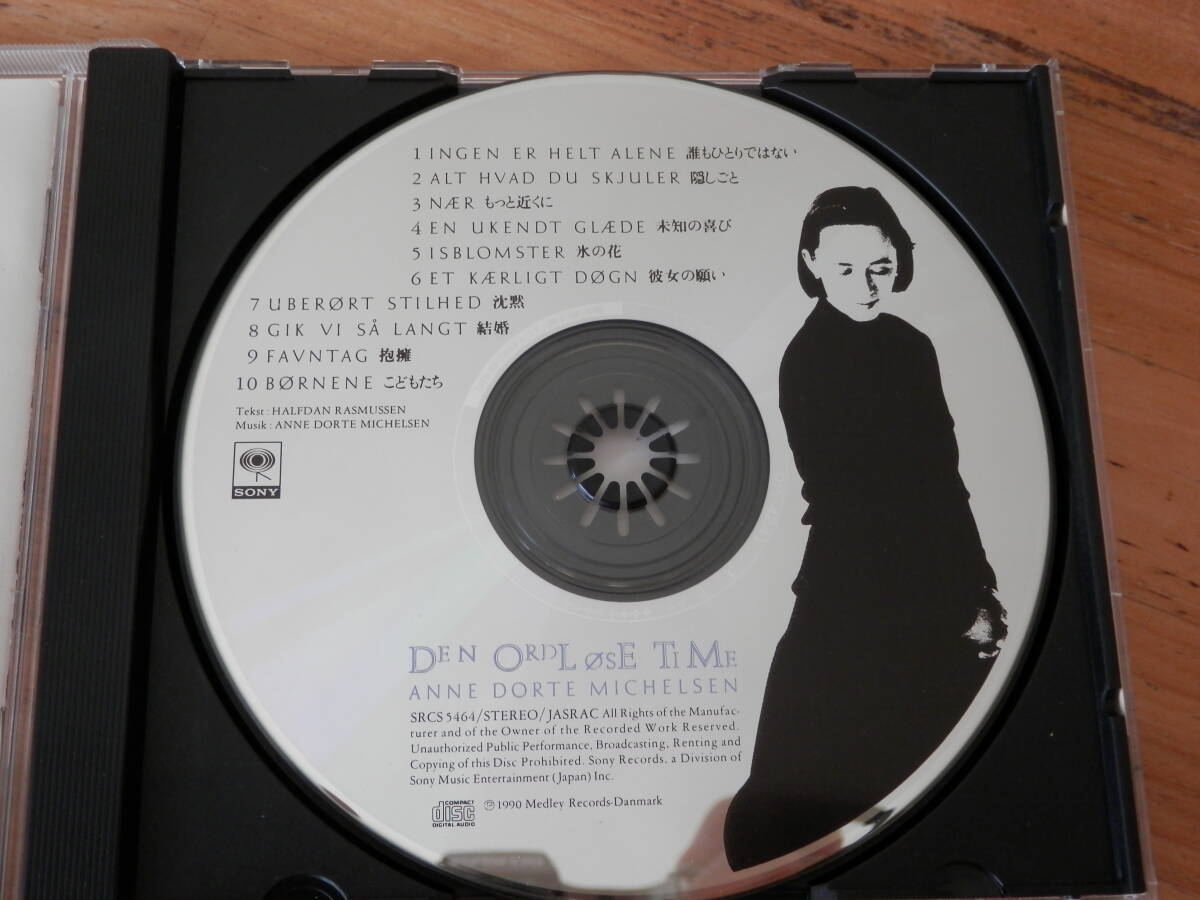 1 INGEN ER HELT ALENE 誰もひとりではない
2 ALT HVAD DU SKJULER 隠しごと
3 NÆR もっと近くに
4 EN UKENDT GLÆDE 未知の喜び
5 ISBLOMSTER 氷の花
6 ET KÆRLIGT DØGN 彼女の願い
7 UBERØRT STILHED 沈黙
8 GIK VI SÅ LANGT 結婚
9 FAVNTAG 抱擁
10 BØRNENE こどもたち
Tekst : HALFDAN RASMUSSEN
Musik : ANNE DORTE MICHELSEN
SONY
DEN ORDLØSE TIME
ANNE DORTE MICHELSEN
SRCS 5464/STEREO/JASRAC All Rights of the Manufac-
turer and of the Owner of the Recorded Work Reserved.
Unauthorized Public Performance, Broadcasting, Renting and
Copying of this Disc Prohibited. Sony Records, a Division of
Sony Music Entertainment (Japan) Inc.
COMPACT
disc
DIGITAL AUDIO
Ⓟ1990 Medley Records-Danmark